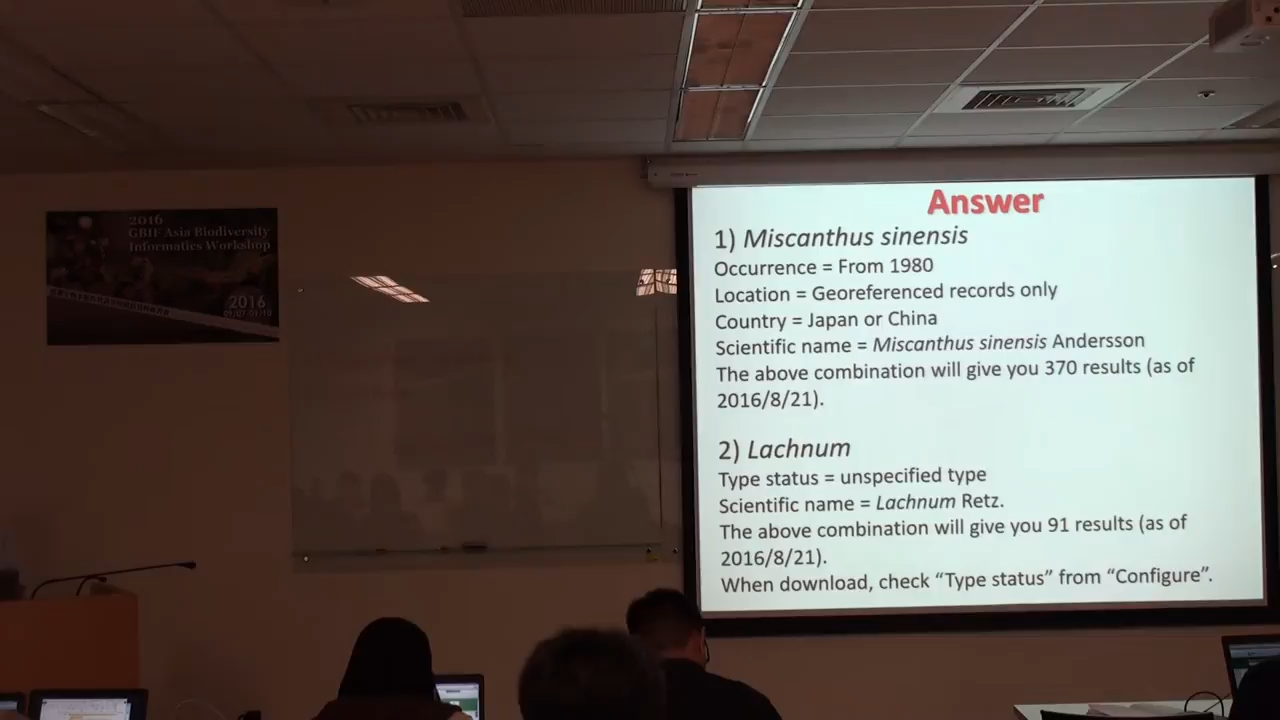 2016
GBIF Asia Biodiversity
Informatics Workshop
2016
Answer
1) Miscanthus sinensis
Occurrence = From 1980
Location = Georeferenced records only
Country = Japan or China
Scientific name = Miscanthus sinensis Andersson
The above combination will give you 370 results (as of
2016/8/21).
2) Lachnum
Type status = unspecified type
Scientific name = Lachnum Retz.
The above combination will give you 91 results (as of
2016/8/21).
When download, check “Type status” from “Configure”.